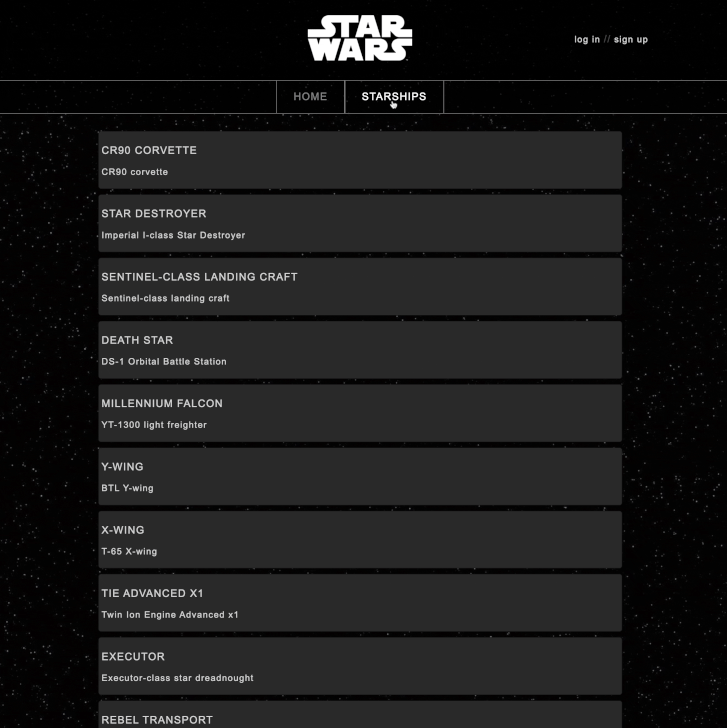 STAR
WARS
log in // sign up
HOME
STARSHIPS
CR90 CORVETTE
CR90 corvette
STAR DESTROYER
Imperial I-class Star Destroyer
SENTINEL-CLASS LANDING CRAFT
Sentinel-class landing craft
DEATH STAR
DS-1 Orbital Battle Station
MILLENNIUM FALCON
YT-1300 light freighter
Y-WING
BTL Y-wing
X-WING
T-65 X-wing
TIE ADVANCED X1
Twin Ion Engine Advanced x1
EXECUTOR
Executor-class star dreadnought
REBEL TRANSPORT